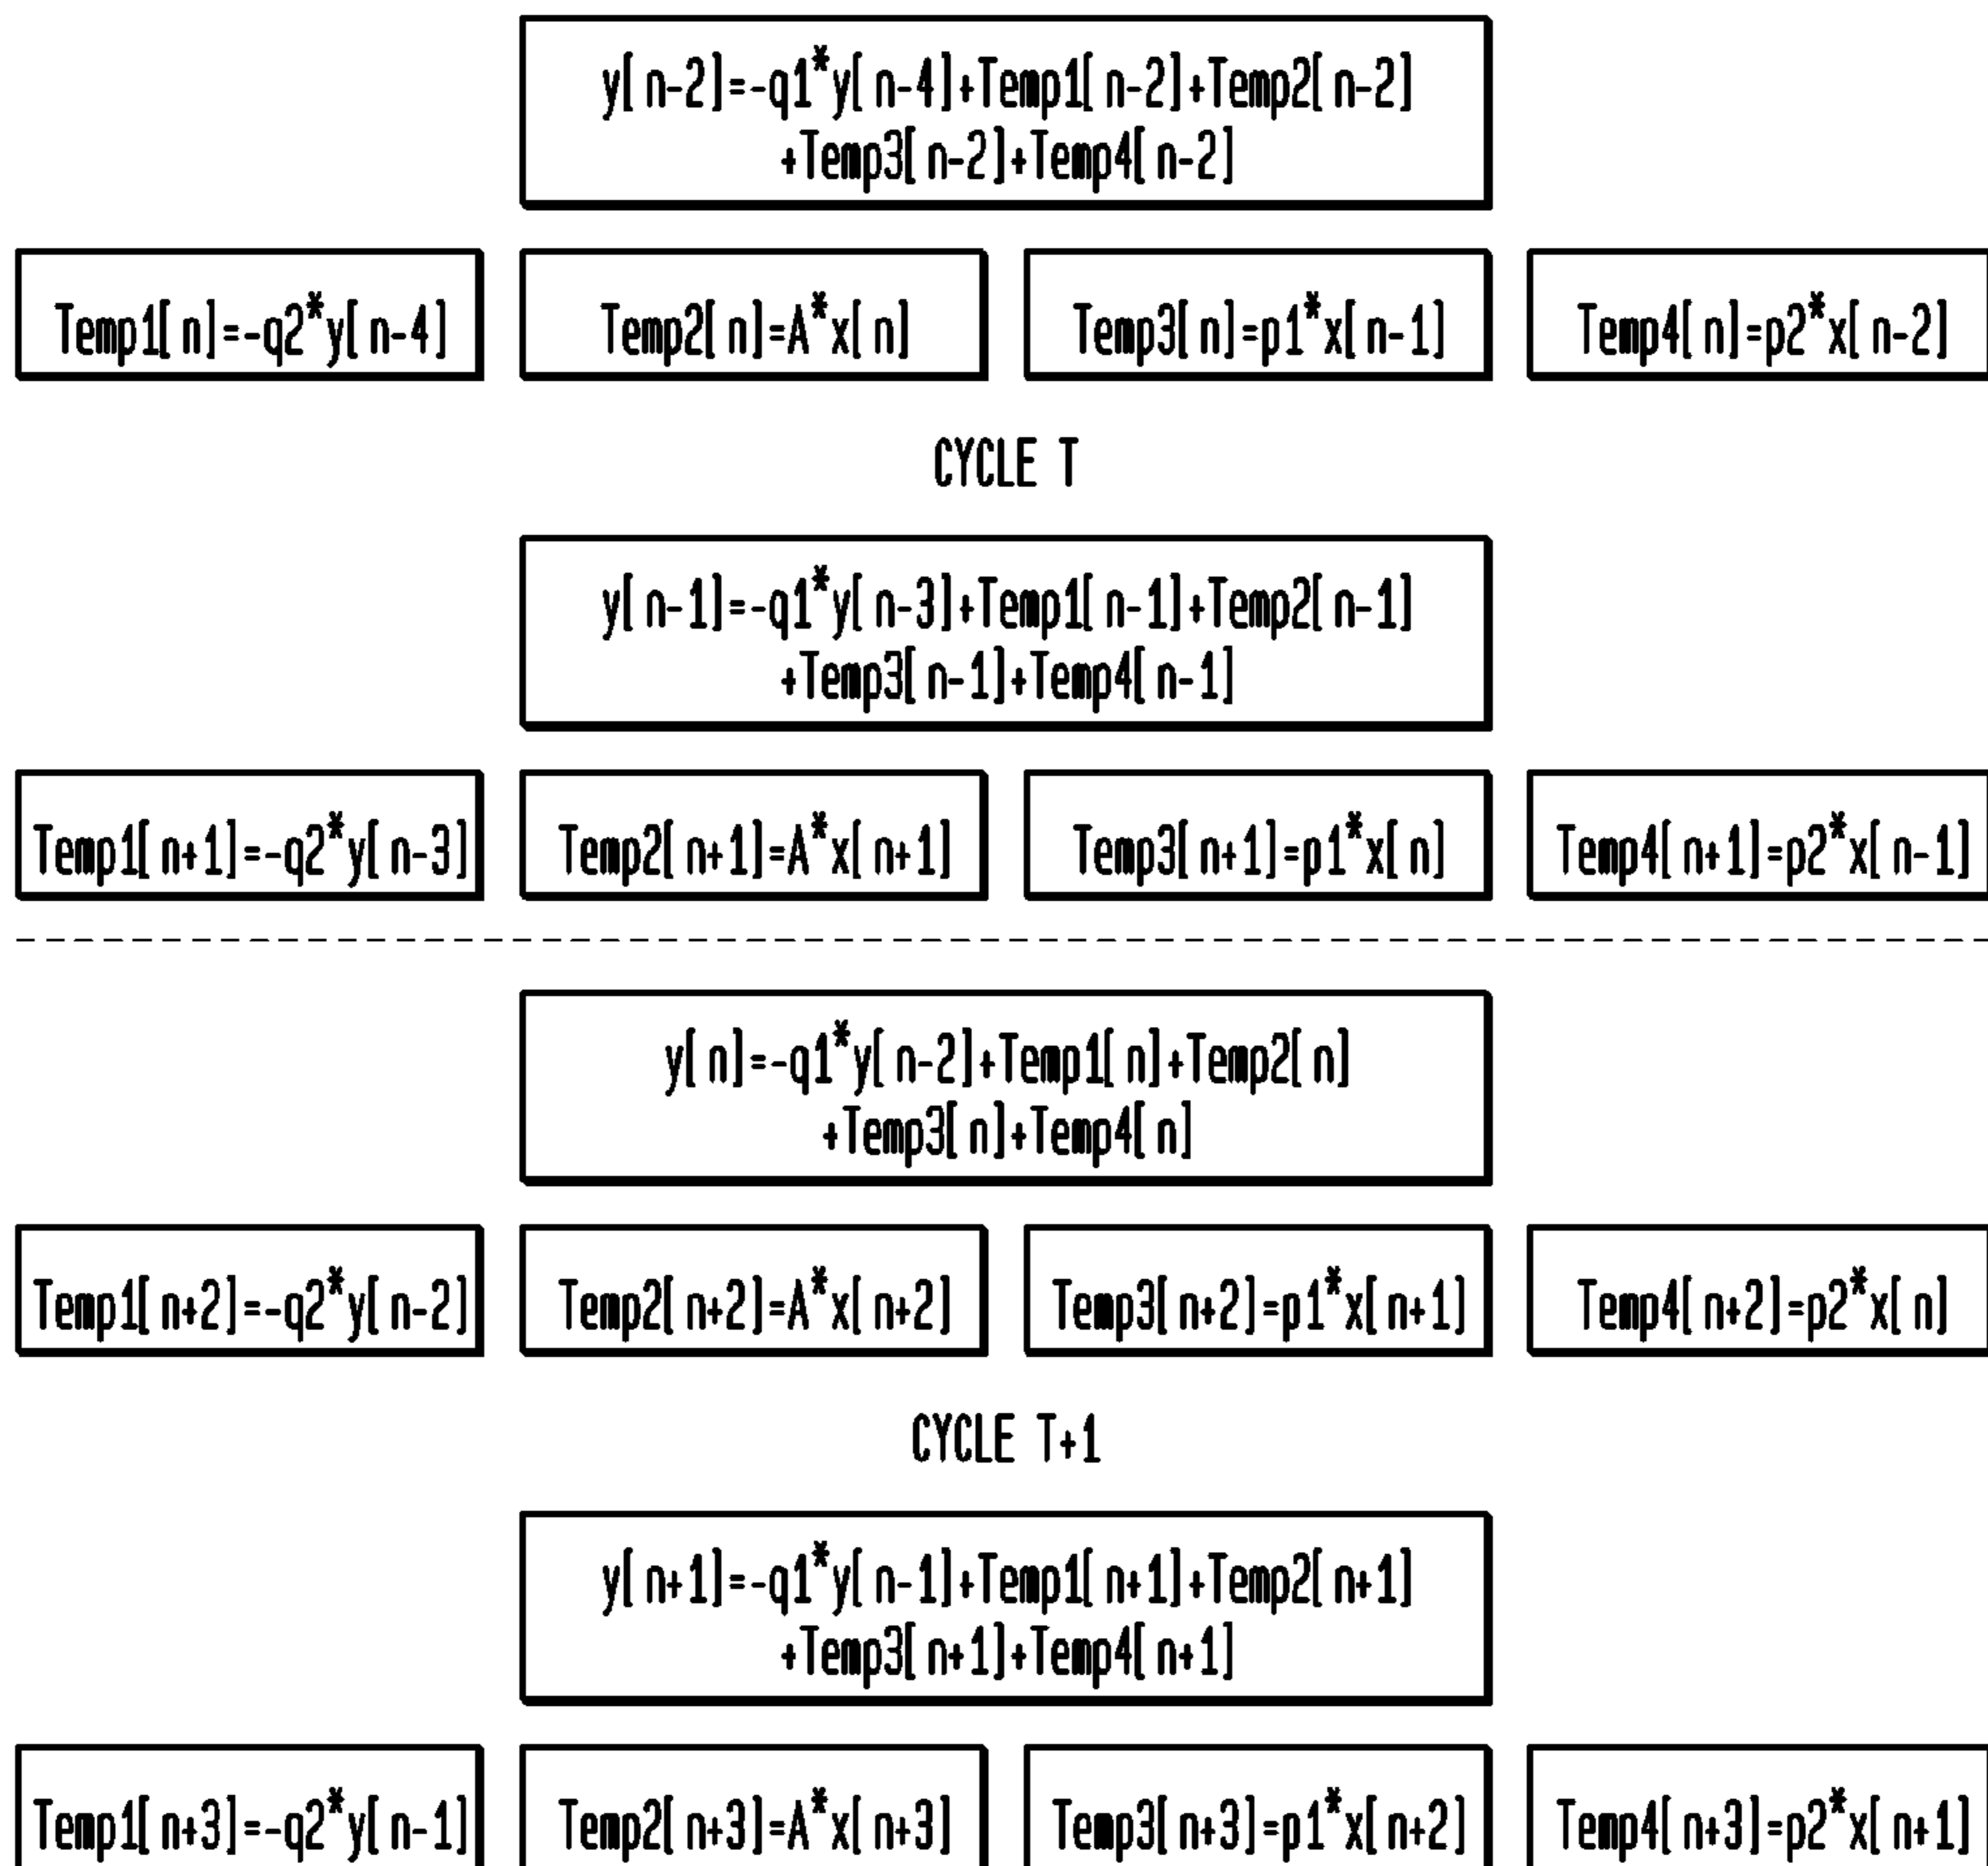 y[n-2]=-q1*y[n-4]+Temp1[n-2]+Temp2[n-2]
+Temp3[n-2]+Temp4[n-2]
Temp1[n]=-q2*y[n-4]
Temp2[n]=A*x[n]
Temp3[n]=p1*x[n-1]
Temp4[n]=p2*x[n-2]
CYCLE T
y[n-1]=-q1*y[n-3]+Temp1[n-1]+Temp2[n-1]
+Temp3[n-1]+Temp4[n-1]
Temp1[n+1]=-q2*y[n-3]
Temp2[n+1]=A*x[n+1]
Temp3[n+1]=p1*x[n]
Temp4[n+1]=p2*x[n-1]
y[n]=-q1*y[n-2]+Temp1[n]+Temp2[n]
+Temp3[n]+Temp4[n]
Temp1[n+2]=-q2*y[n-2]
Temp2[n+2]=A*x[n+2]
Temp3[n+2]=p1*x[n+1]
Temp4[n+2]=p2*x[n]
CYCLE T+1
y[n+1]=-q1*y[n-1]+Temp1[n+1]+Temp2[n+1]
+Temp3[n+1]+Temp4[n+1]
Temp1[n+3]=-q2*y[n-1]
Temp2[n+3]=A*x[n+3]
Temp3[n+3]=p1*x[n+2]
Temp4[n+3]=p2*x[n+1]